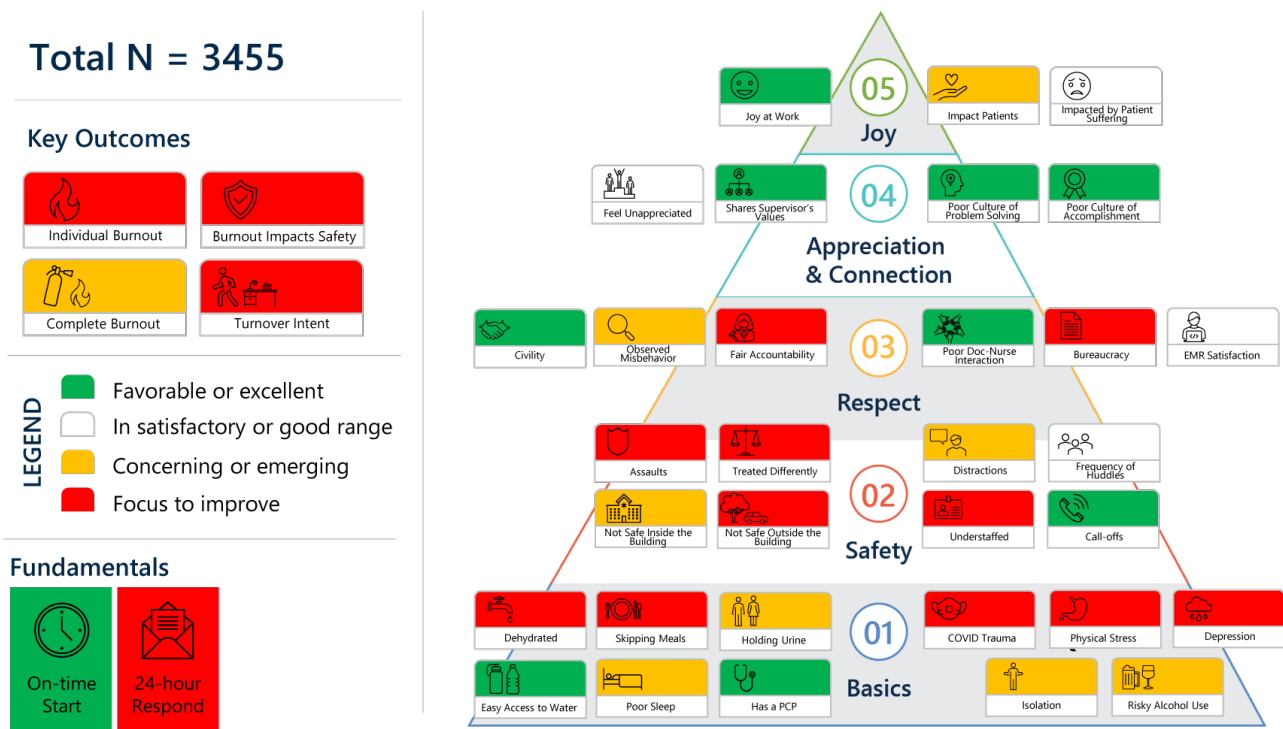 Total N = 3455
Key Outcomes
Individual Burnout
Burnout Impacts Safety
Complete Burnout
Turnover Intent
LEGEND
Favorable or excellent
In satisfactory or good range
Concerning or emerging
Focus to improve
Fundamentals
On-time
Start
24-hour
Respond
05
Joy
Joy at Work
Impact Patients
Impacted by Patient
Suffering
04
Appreciation
& Connection
Feel Unappreciated
Shares Supervisor's
Values
Poor Culture of
Problem Solving
Poor Culture of
Accomplishment
03
Respect
Civility
Observed
Misbehavior
Fair Accountability
Poor Doc-Nurse
Interaction
Bureaucracy
EMR Satisfaction
02
Safety
Assaults
Treated Differently
Distractions
Frequency of
Huddles
Not Safe Inside the
Building
Not Safe Outside the
Building
Understaffed
Call-offs
01
Basics
Dehydrated
Skipping Meals
Holding Urine
COVID Trauma
Physical Stress
Depression
Easy Access to Water
Poor Sleep
Has a PCP
Isolation
Risky Alcohol Use